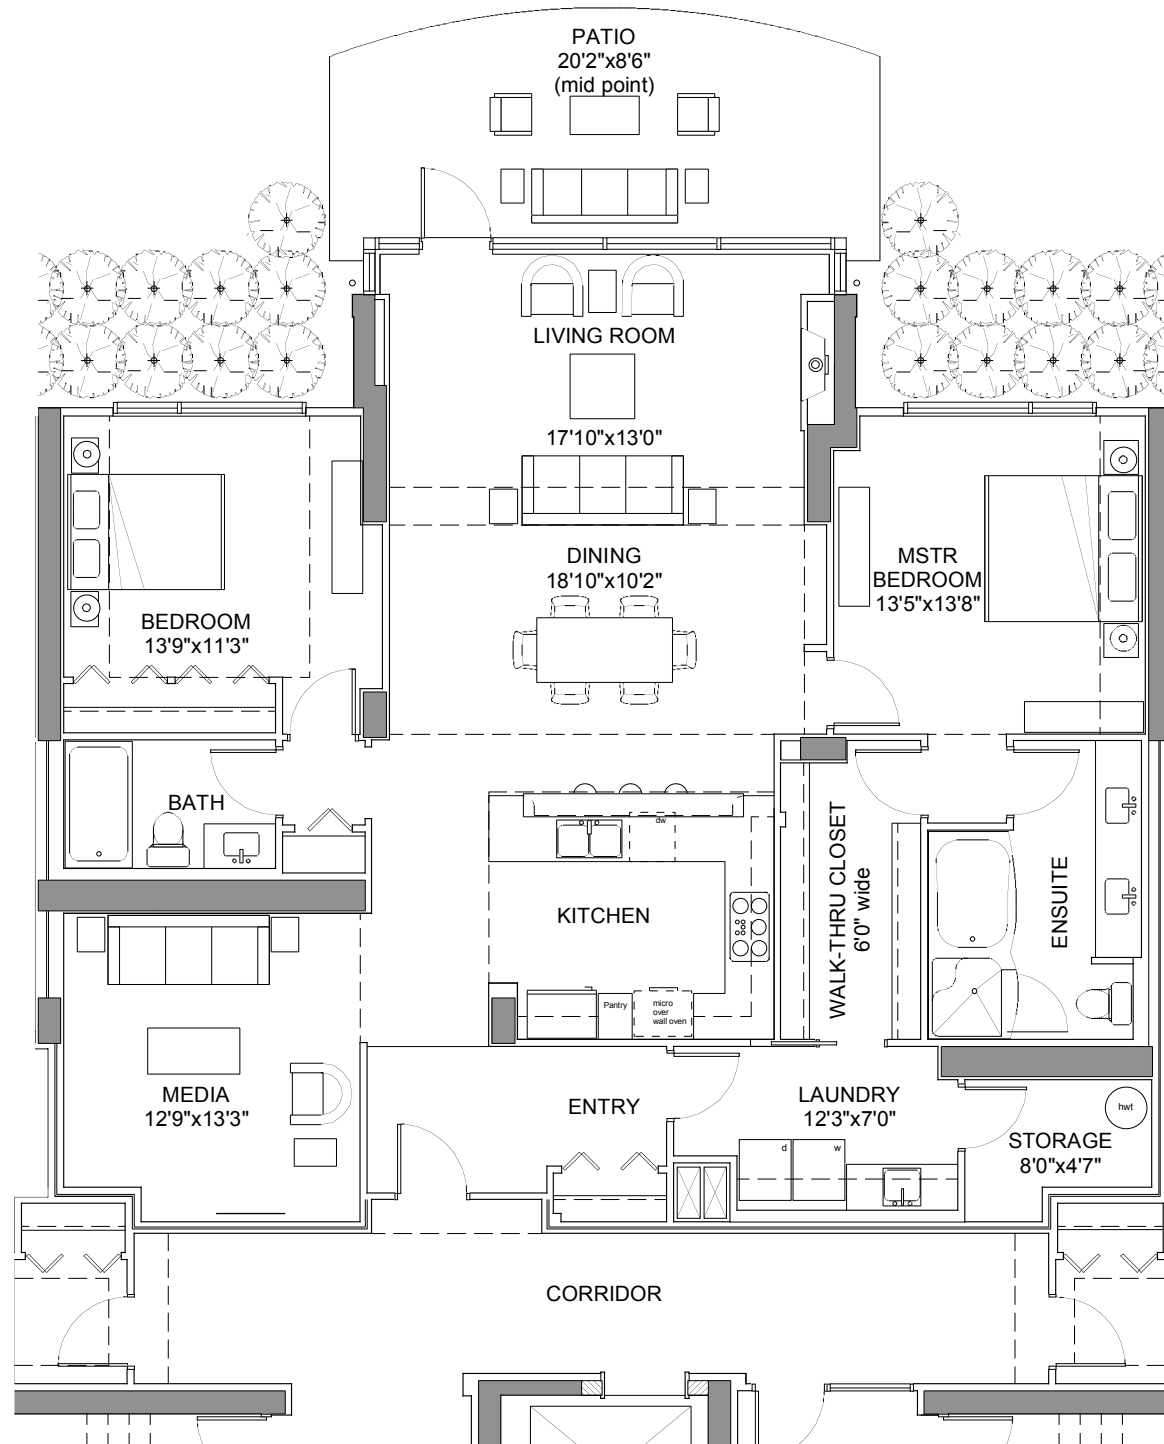 PATIO
20'2"x8'6"
(mid point)
LIVING ROOM
17'10"x13'0"
DINING
18'10"x10'2"
MSTR
BEDROOM
13'5"x13'8"
BEDROOM
13'9"x11'3"
BATH
dw
KITCHEN
WALK-THRU CLOSET
6'0" wide
ENSUITE
Pantry
micro
over
wall oven
MEDIA
12'9"x13'3"
ENTRY
LAUNDRY
12'3"x7'0"
hwt
STORAGE
8'0"x4'7"
d
w
CORRIDOR